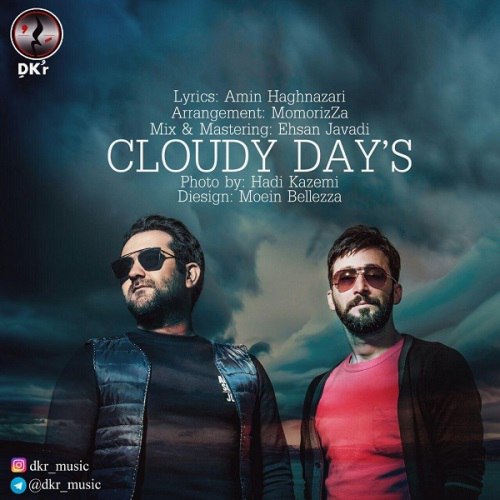 DKr
Lyrics: Amin Haghnazari
Arrangement: MomorizZa
Mix & Mastering: Ehsan Javadi
CLOUDY DAY'S
Photo by: Hadi Kazemi
Diesign: Moein Bellezza
dkr_music
@dkr_music